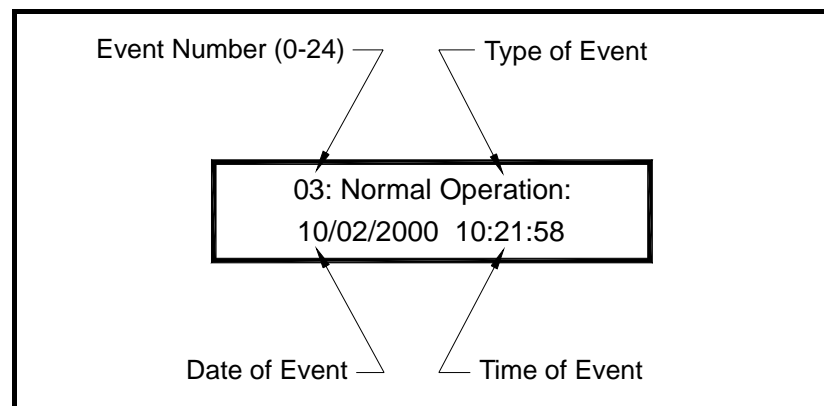 Event Number (0-24)
Type of Event
03: Normal Operation:
10/02/2000 10:21:58
Date of Event
Time of Event